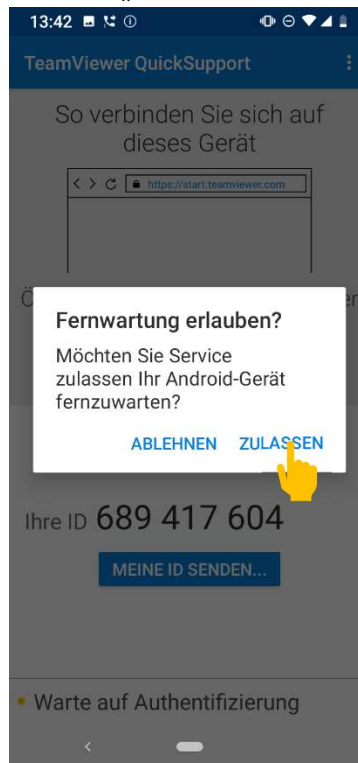 13:42
TeamViewer QuickSupport
So verbinden Sie sich auf
dieses Gerät
https://start.teamviewer.com
Fernwartung erlauben?
Möchten Sie Service
zulassen Ihr Android-Gerät
fernzuwarten?
ABLEHNEN ZULASSEN
Ihre ID 689 417 604
MEINE ID SENDEN...
Warte auf Authentifizierung